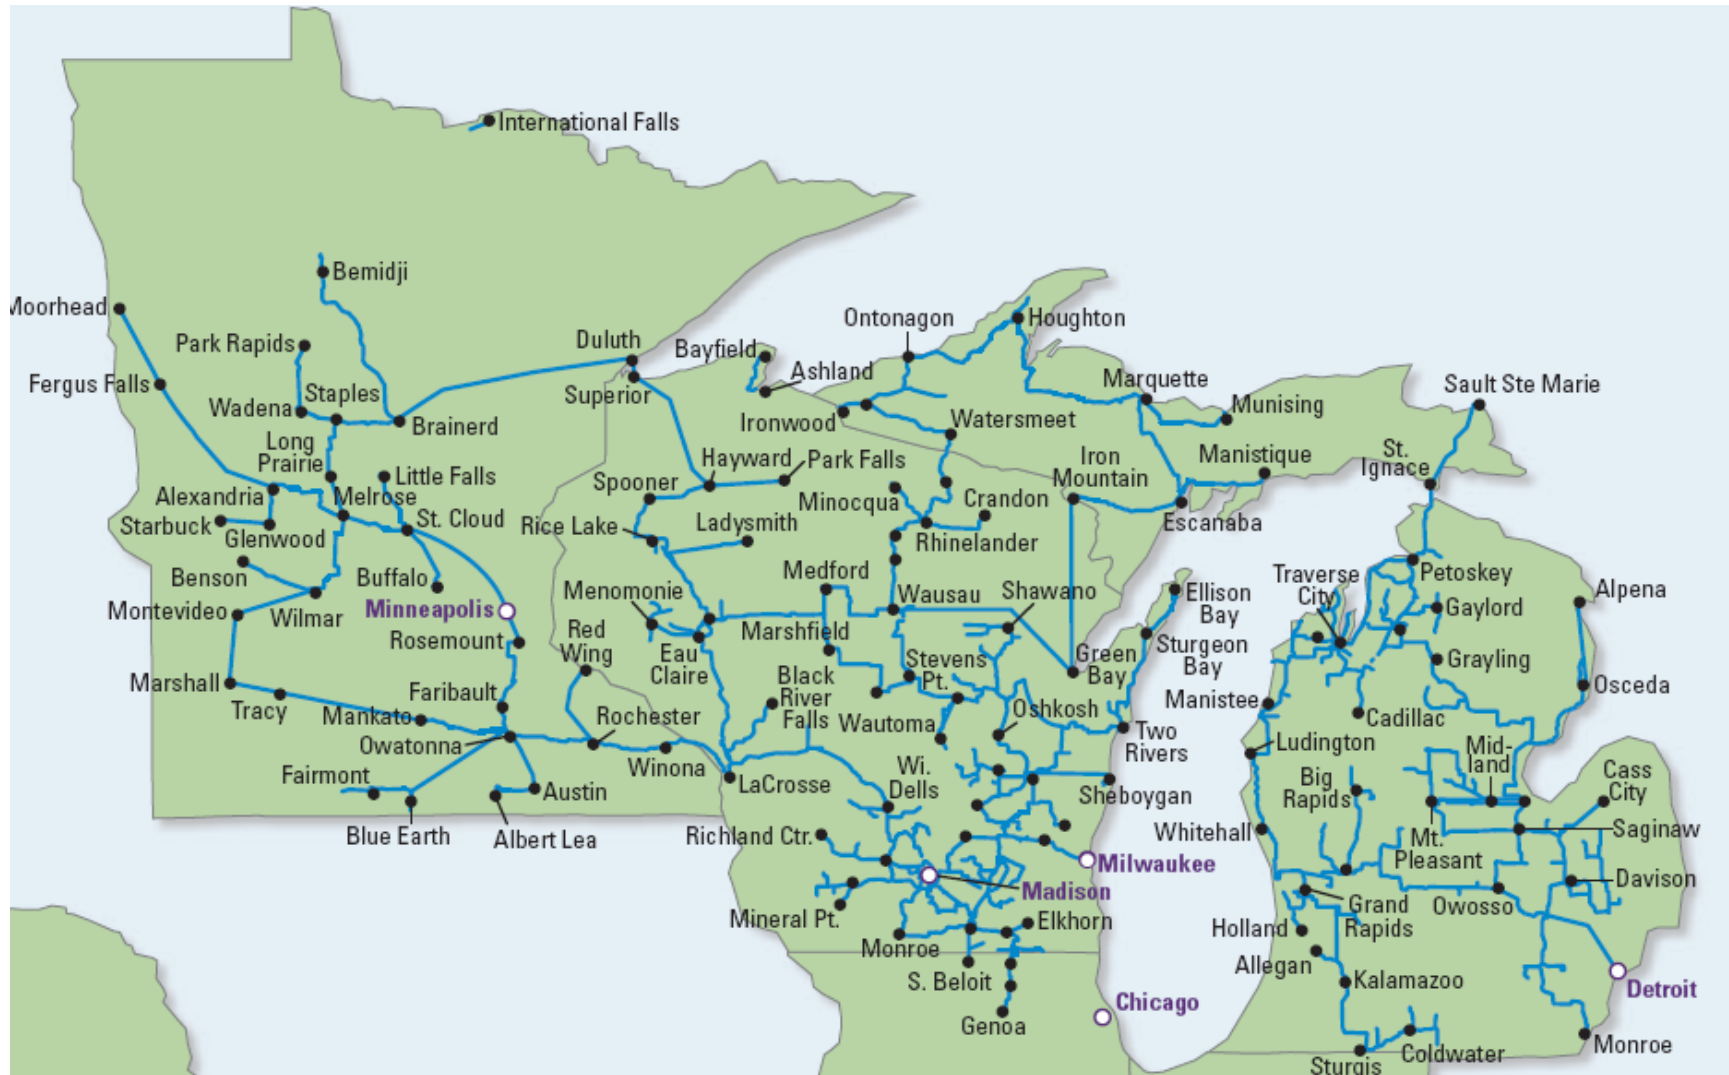 International Falls
Bemidji
Moorhead
Park Rapids
Duluth
Bayfield
Ontonagon
Houghton
Fergus Falls
Staples
Wadena
Superior
Ashland
Marquette
Sault Ste Marie
Ironwood
Munising
Brainerd
Watersmeet
Long
Prairie
Little Falls
Hayward
Park Falls
Iron
Mountain
Manistique
St.
Ignace
Alexandria
Melrose
Spooner
Minocqua
Crandon
Starbuck
St. Cloud
Rice Lake
Ladysmith
Escanaba
Glenwood
Rhinelander
Benson
Buffalo
Medford
Shawano
Traverse
City
Petoskey
Alpena
Menomonie
Wausau
Ellison
Bay
Gaylord
Montevideo
Wilmar
Minneapolis
Rosemount
Red
Wing
Marshfield
Sturgeon
Bay
Eau
Claire
Stevens
Pt.
Green
Bay
Grayling
Marshall
Black
River
Falls
Osceda
Tracy
Faribault
Manistee
Mankato
Rochester
Wautoma
Oshkosh
Cadillac
Owatonna
Two
Rivers
Ludington
Mid-
land
Winona
Wi.
Dells
Big
Rapids
Cass
City
Fairmont
Austin
LaCrosse
Sheboygan
Blue Earth
Albert Lea
Richland Ctr.
Whitehall
Mt.
Pleasant
Saginaw
Milwaukee
Madison
Davison
Mineral Pt.
Elkhorn
Grand
Rapids
Owosso
Monroe
Holland
Allegan
S. Beloit
Kalamazoo
Detroit
Chicago
Genoa
Sturgis
Coldwater
Monroe